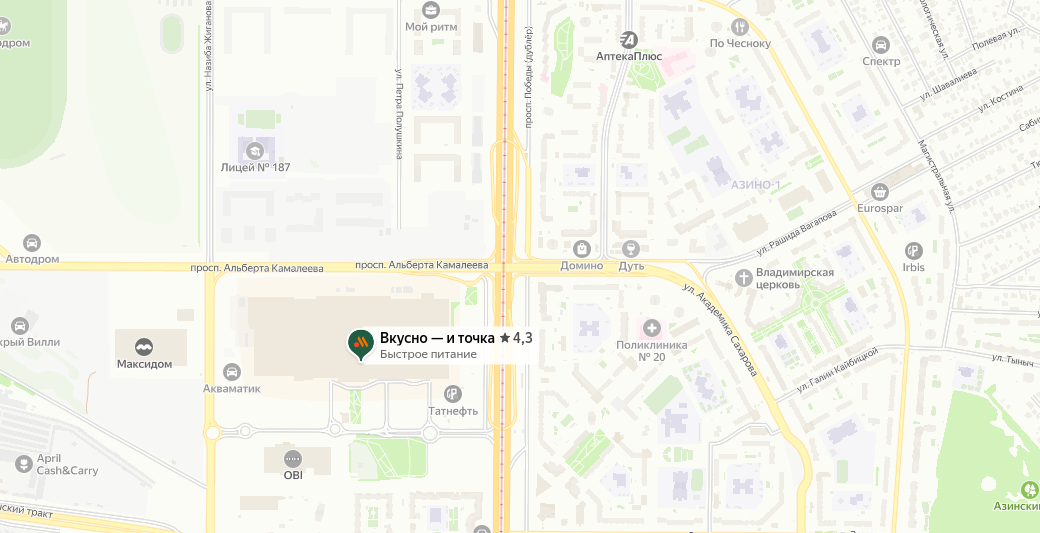 Мой ритм
По Чесноку
АптекаПлюс
Спектр
Полевая ул.
ул. Назиба Жиганова
просп. Победы (дублёр)
ул. Петра Полушкина
ул. Шавалиева
ул. Костина
Магистральная ул.
Лицей № 187
АЗИНО-1
Eurospar
ул. Рашида Вагапова
Автодром
просп. Альберта Камалеева
просп. Альберта Камалеева
Домино
Дуть
Irbis
Владимирская
церковь
ул. Академика Сахарова
Вкусно — и точка ★ 4,3
Быстрое питание
Поликлиника
№ 20
Максидом
Акваматик
Татнефть
ул. Галии Кайбицкой
ул. Тыныч
April
Cash&Carry
OBI